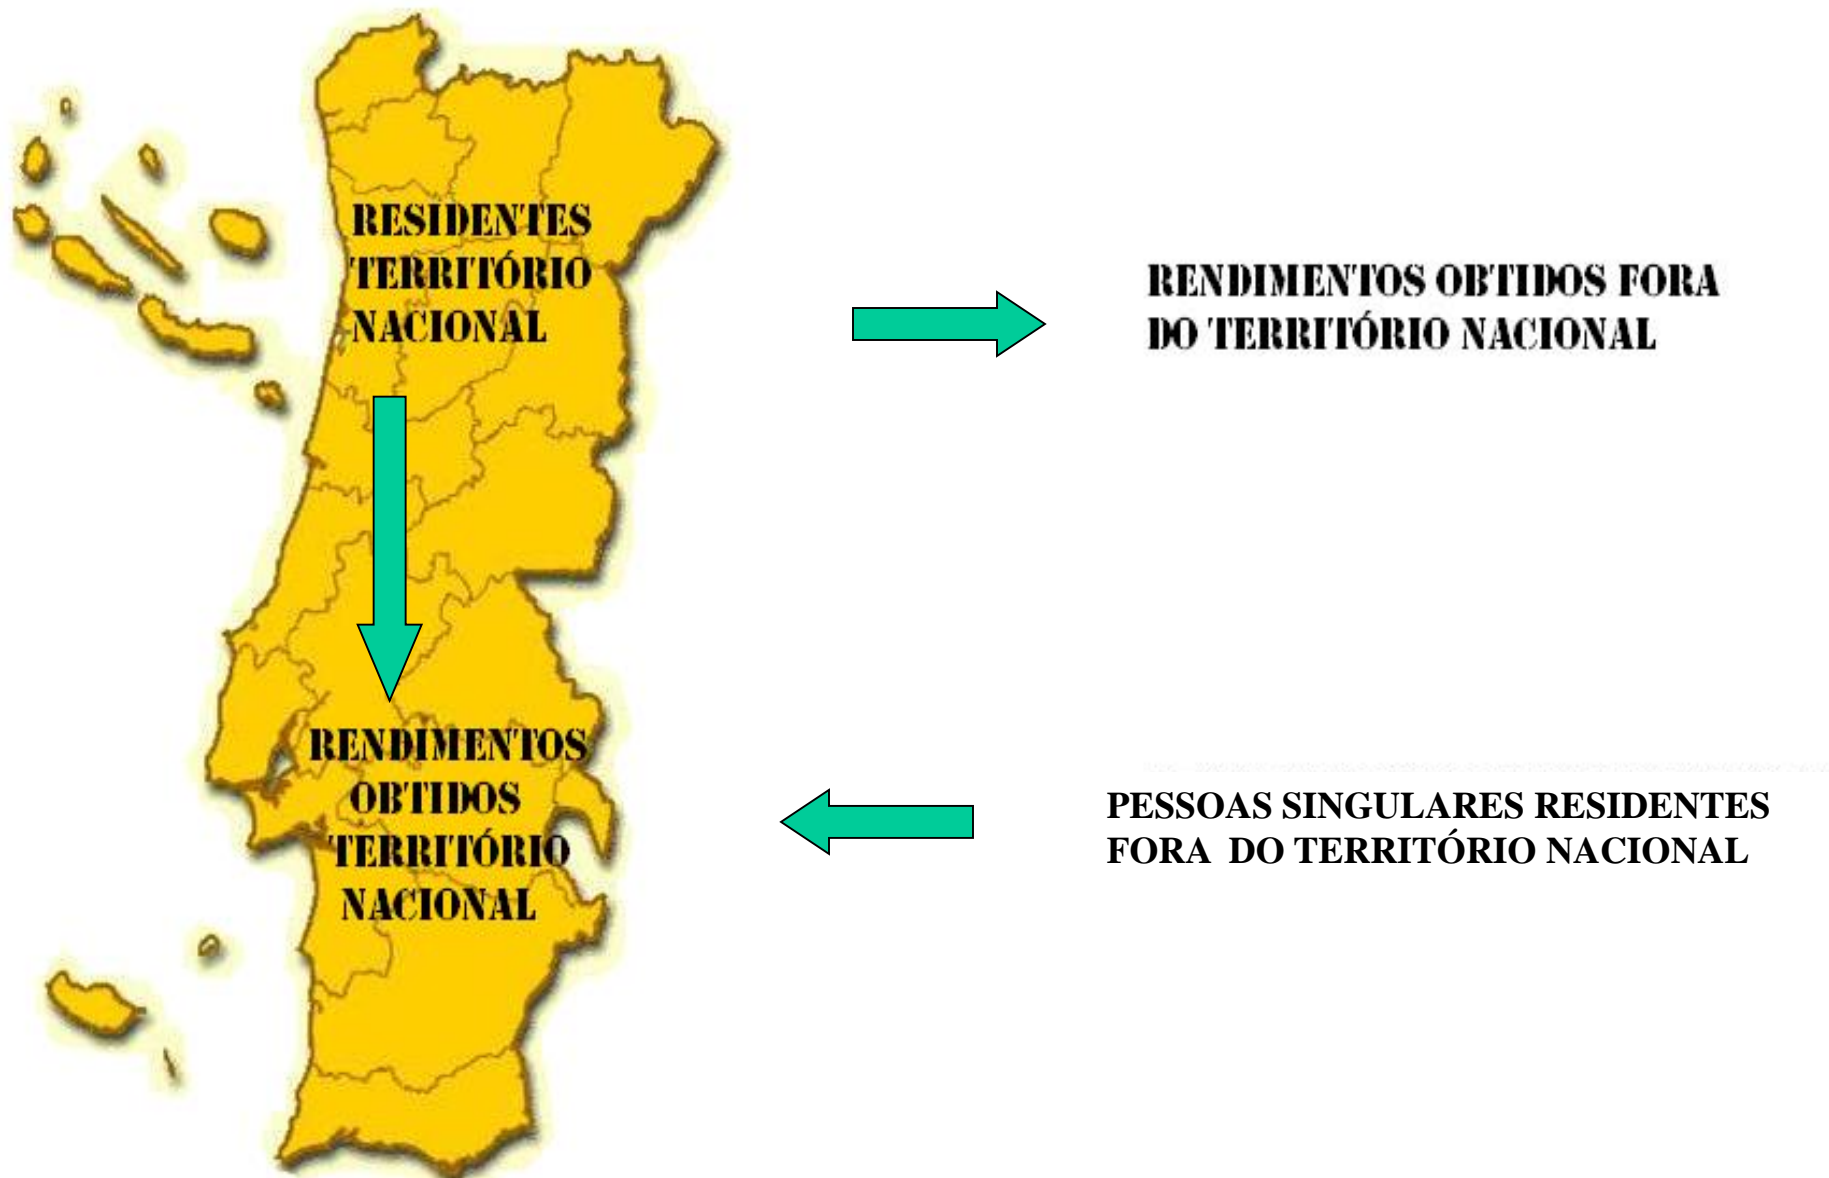 RESIDENTES
TERRITÓRIO
NACIONAL
RENDIMENTOS OBTIDOS FORA
DO TERRITÓRIO NACIONAL
RENDIMENTOS
OBTIDOS
TERRITÓRIO
NACIONAL
PESSOAS SINGULARES RESIDENTES
FORA DO TERRITÓRIO NACIONAL